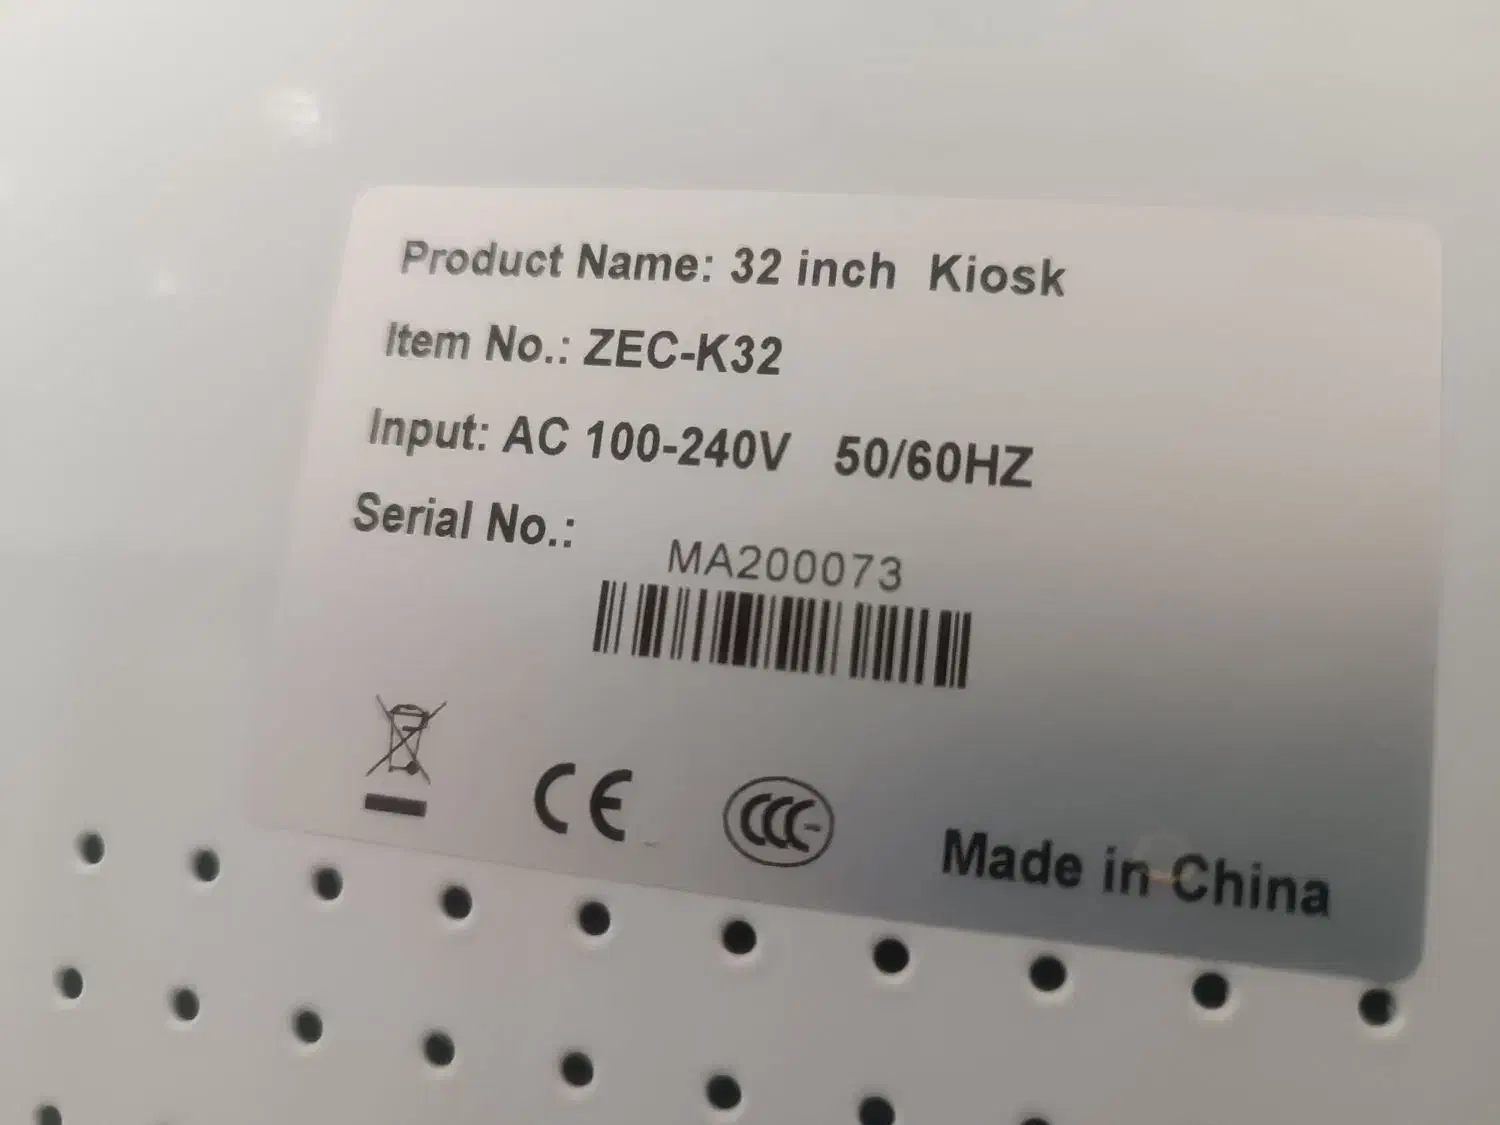 Product Name: 32 inch Kiosk
Item No.: ZEC-K32
Input: AC 100-240V 50/60HZ
Serial No.:
MA200073
CE
CCC
Made in China